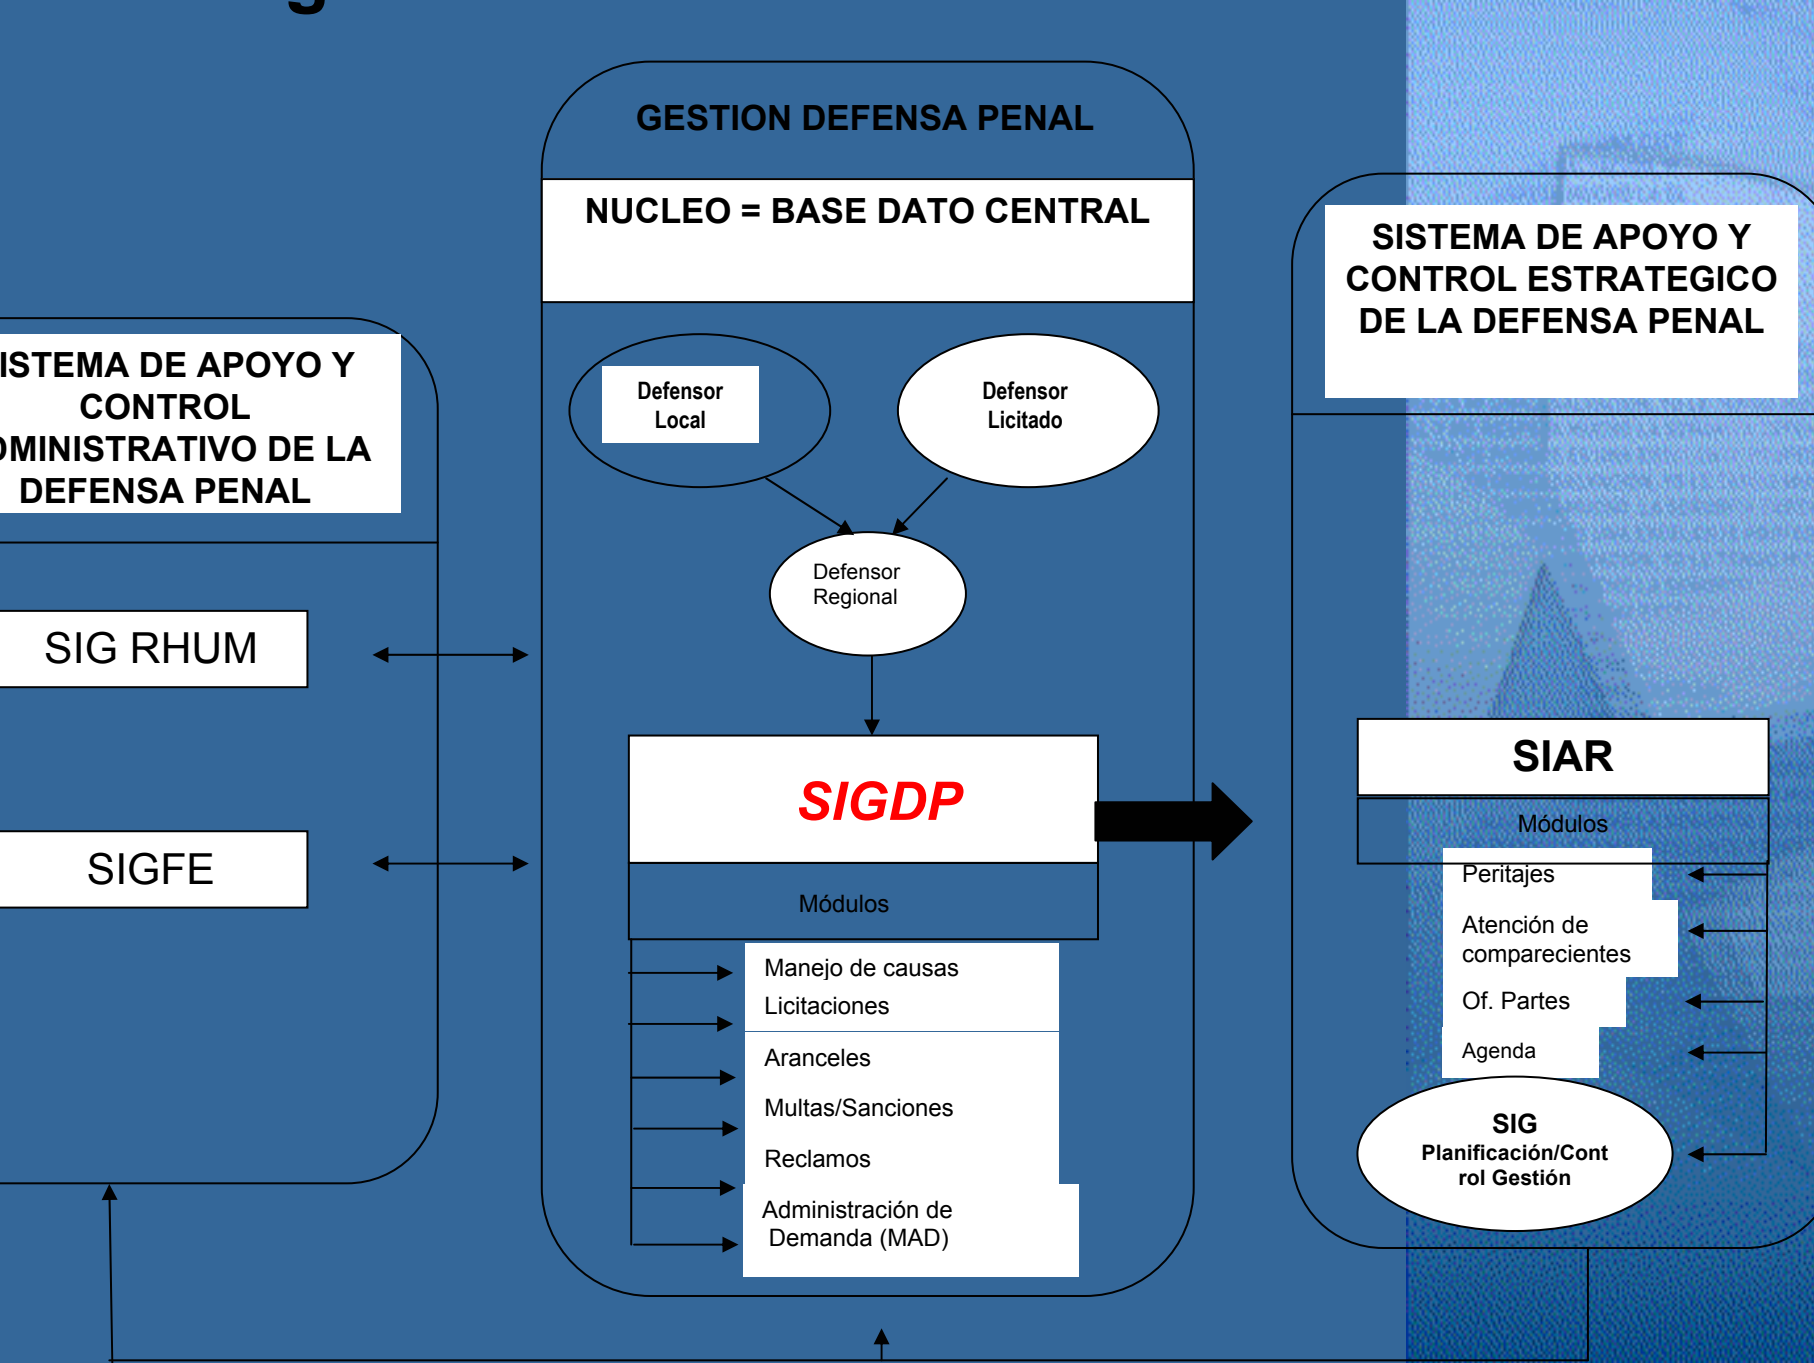 g
GESTION DEFENSA PENAL
NUCLEO = BASE DATO CENTRAL
Defensor
Local
Defensor
Licitado
Defensor
Regional
SIGDP
Módulos
Manejo de causas
Licitaciones
Aranceles
Multas/Sanciones
Reclamos
Administración de
Demanda (MAD)
ISTEMA DE APOYO Y
CONTROL
DMINISTRATIVO DE LA
DEFENSA PENAL
SIG RHUM
SIGFE
SISTEMA DE APOYO Y
CONTROL ESTRATEGICO
DE LA DEFENSA PENAL
SIAR
Módulos
Peritajes
Atención de
comparecientes
Of. Partes
Agenda
SIG
Planificación/Cont
rol Gestión